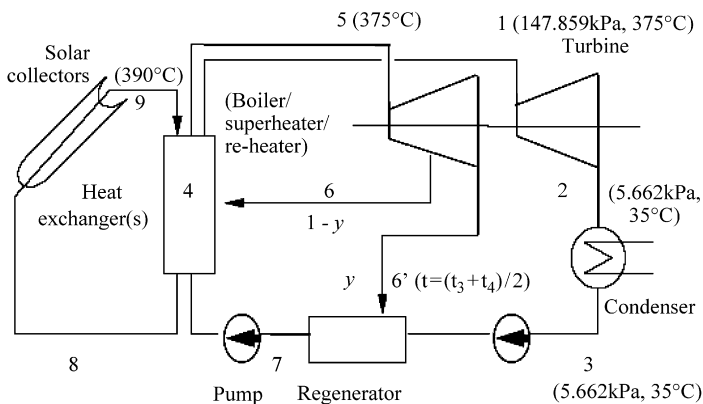 5 (375°C)
1 (147.859kPa, 375°C)
Turbine
Solar
collectors
(390°C)
9
(Boiler/
superheater/
re-heater)
4
Heat
exchanger(s)
6
1 - y
2
(5.662kPa,
35°C)
y
6’ (t=(t₃+t₄)/2)
Condenser
8
7
3
Pump
Regenerator
(5.662kPa, 35°C)